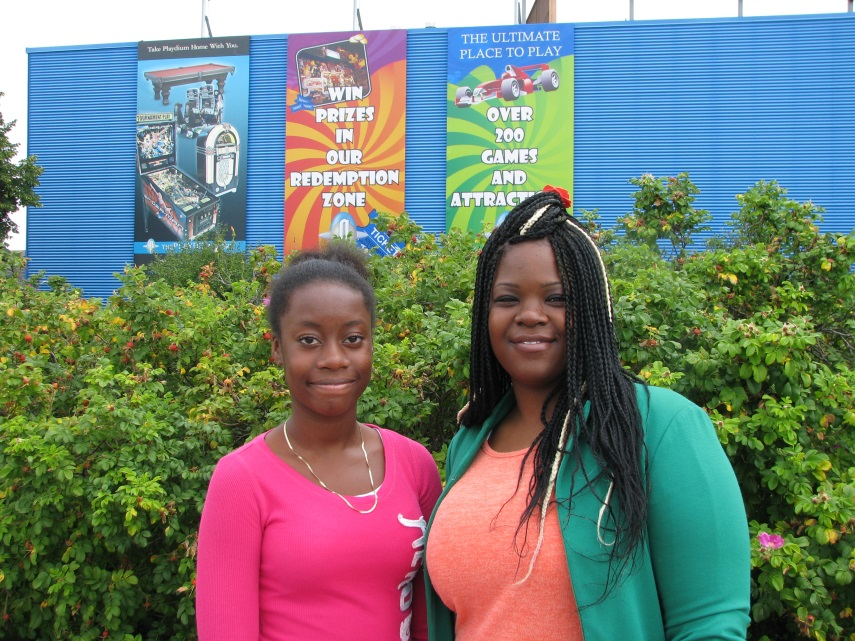 Take Playdium Home With You.
WIN
PRIZES
IN
OUR
REDEMPTION
ZONE
TICKET
THE ULTIMATE
PLACE TO PLAY
OVER
200
GAMES
AND